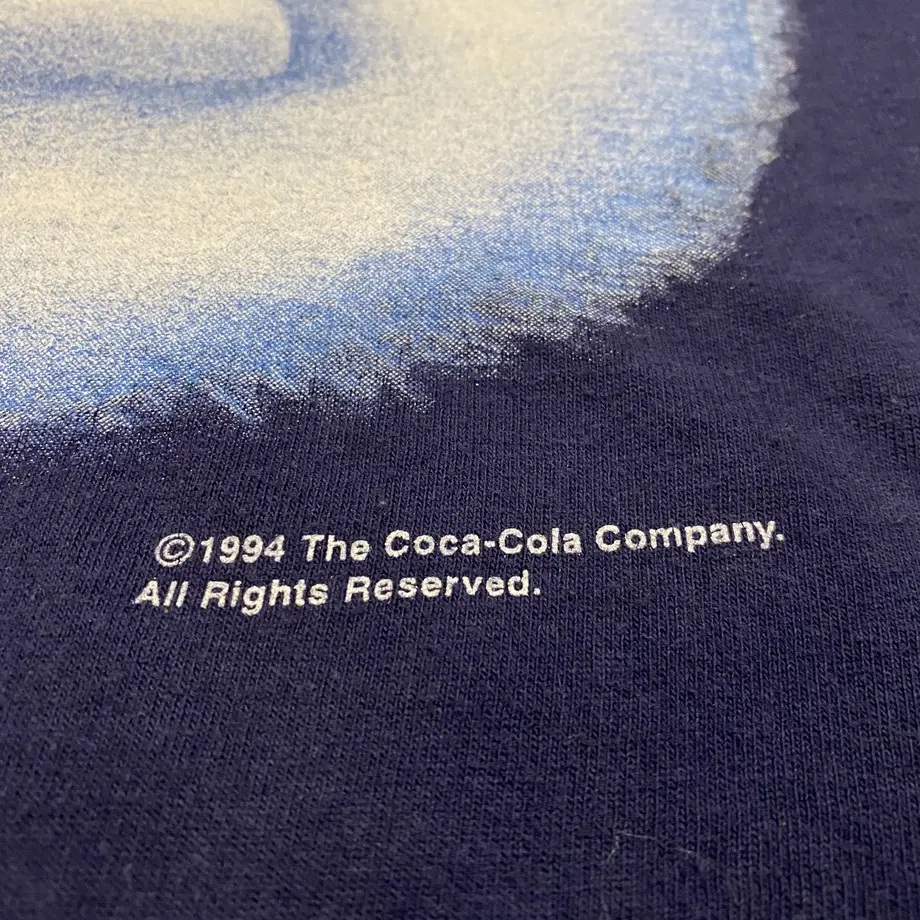 ©1994 The Coca-Cola Company.
All Rights Reserved.